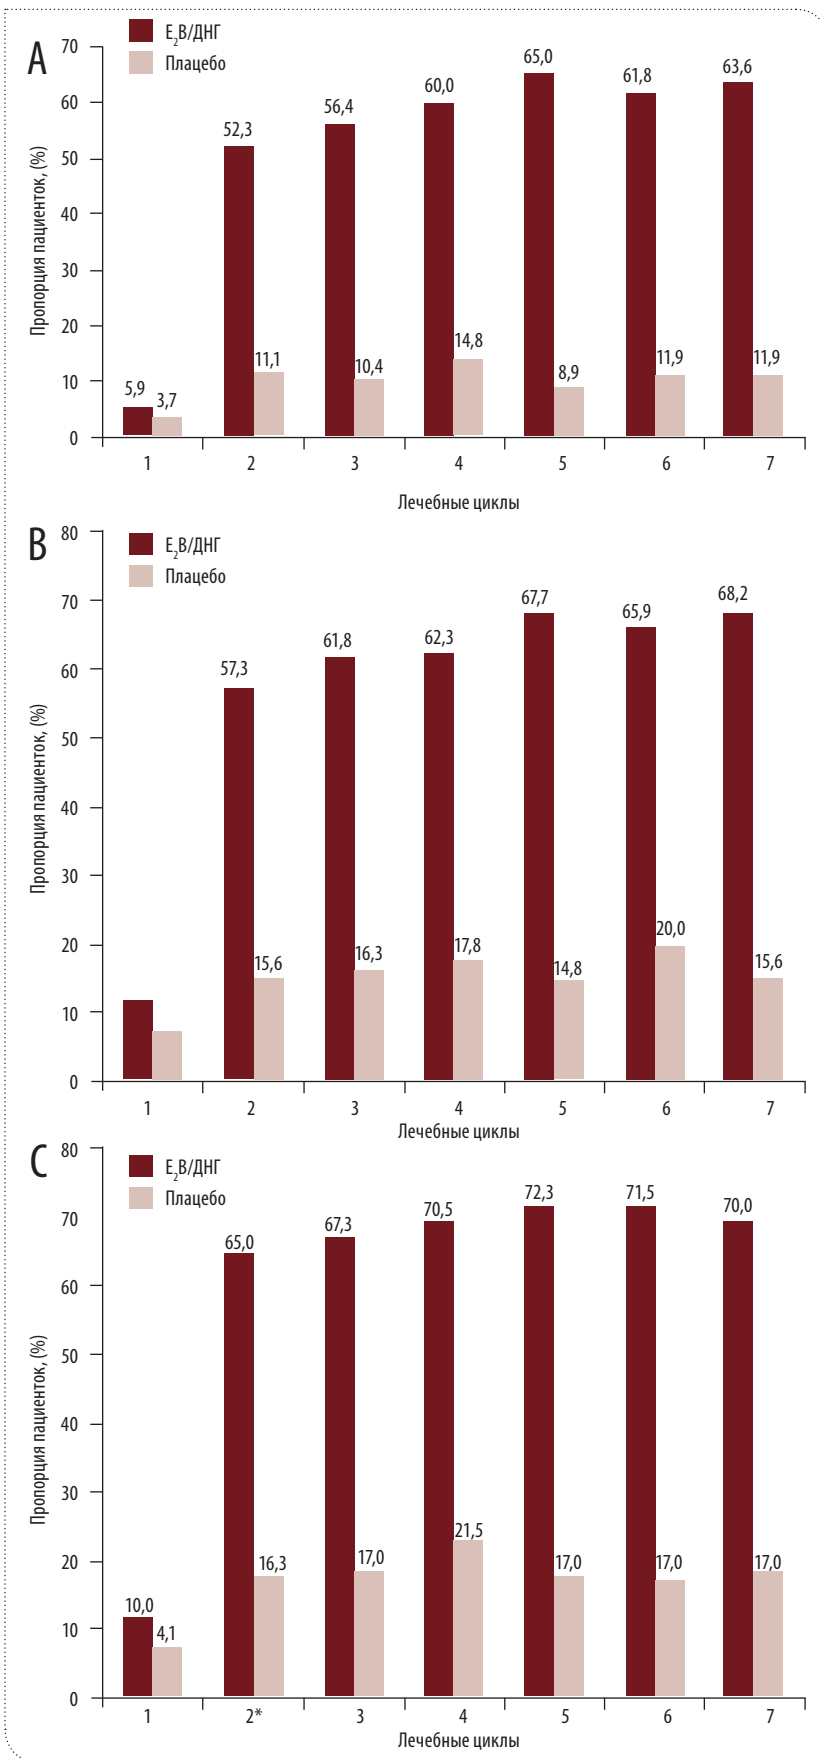 A
E₂B/ДНГ
Плацебо
Пропорция пациенток, (%)
70
60
50
40
30
20
10
0
5,9 3,7 52,3 11,1 56,4 10,4 60,0 14,8 65,0 8,9 61,8 11,9 63,6 11,9
1 2 3 4 5 6 7
Лечебные циклы
B
E₂B/ДНГ
Плацебо
Пропорция пациенток, (%)
80
70
60
50
40
30
20
10
0
57,3 15,6 61,8 16,3 62,3 17,8 67,7 14,8 65,9 20,0 68,2 15,6
1 2 3 4 5 6 7
Лечебные циклы
C
E₂B/ДНГ
Плацебо
Пропорция пациенток, (%)
80
70
60
50
40
30
20
10
0
10,0 4,1 65,0 16,3 67,3 17,0 70,5 21,5 72,3 17,0 71,5 17,0 70,0 17,0
1 2* 3 4 5 6 7
Лечебные циклы